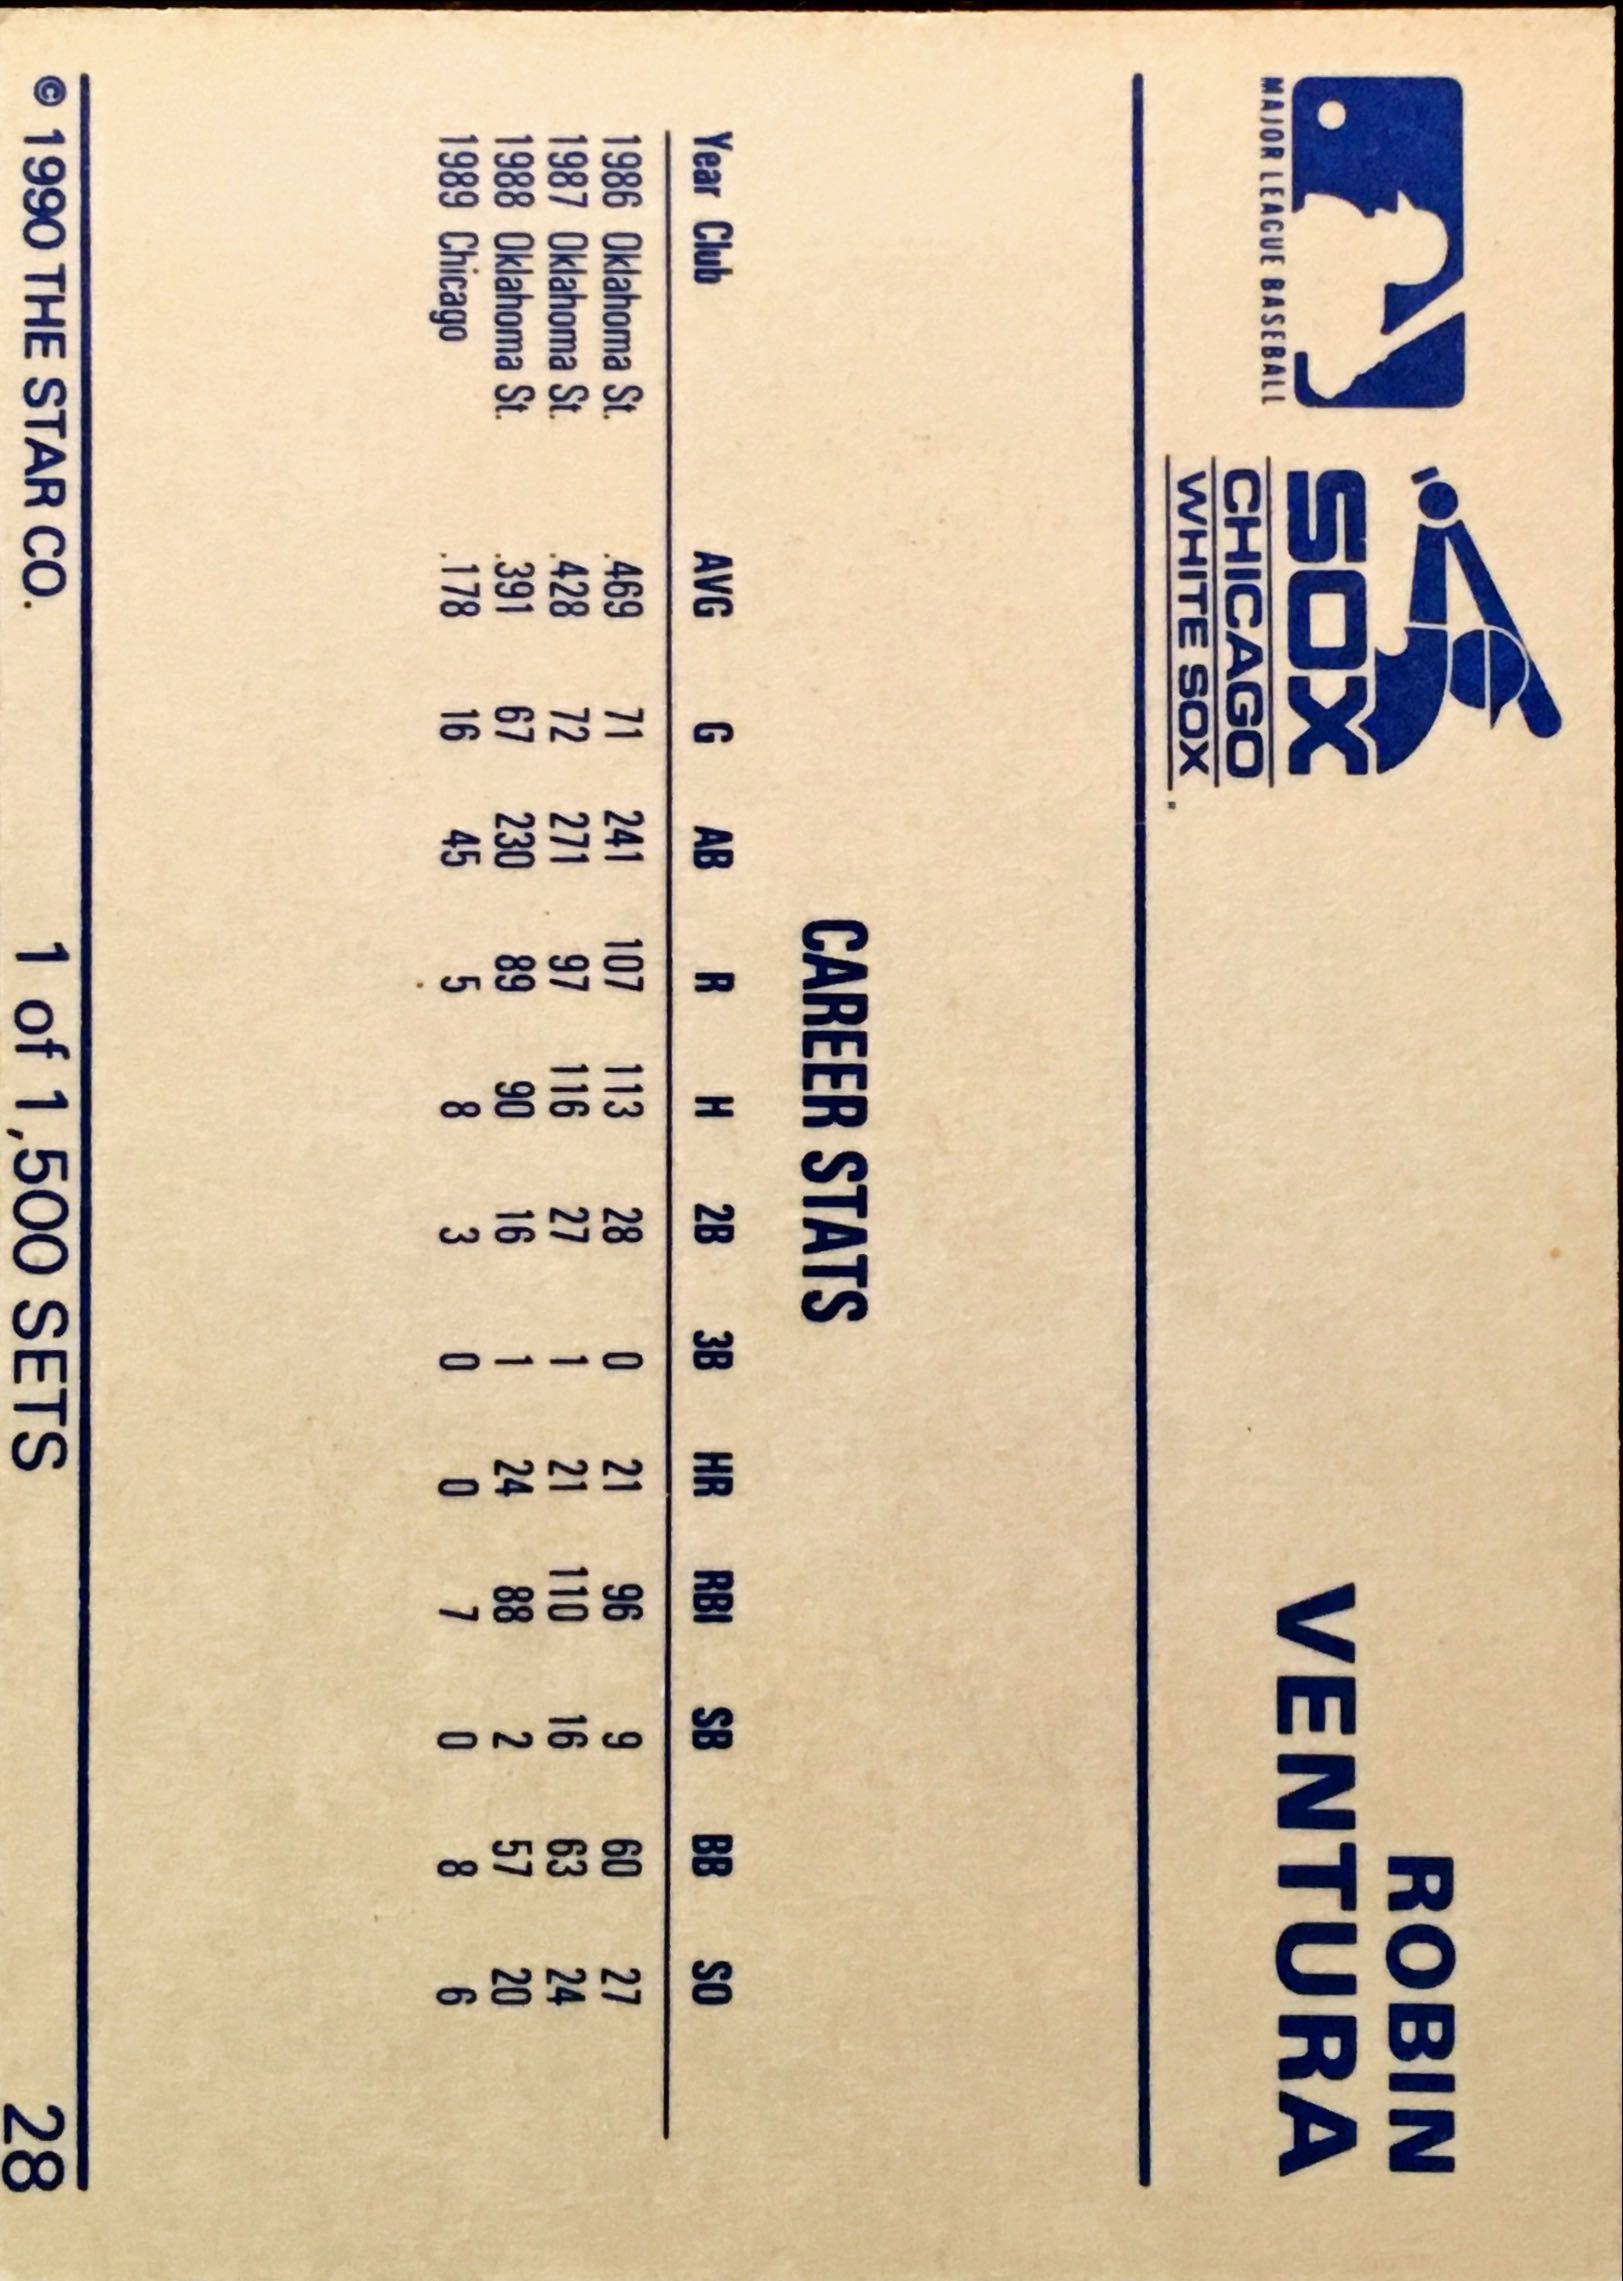 MAJOR LEAGUE BASEBALL
SOX
CHICAGO
WHITE SOX
ROBIN
VENTURA
CAREER STATS
Year Club AVG G AB R H 2B 3B HR RBI SB BB SO
1986 Oklahoma St. .469 71 241 107 113 28 0 21 96 9 60 27
1987 Oklahoma St. .428 72 271 97 116 27 1 21 110 16 63 24
1988 Oklahoma St. .391 67 230 89 90 16 1 24 88 2 57 20
1989 Chicago .178 16 45 5 8 3 0 0 7 0 8 6
© 1990 THE STAR CO. 1 of 1,500 SETS 28